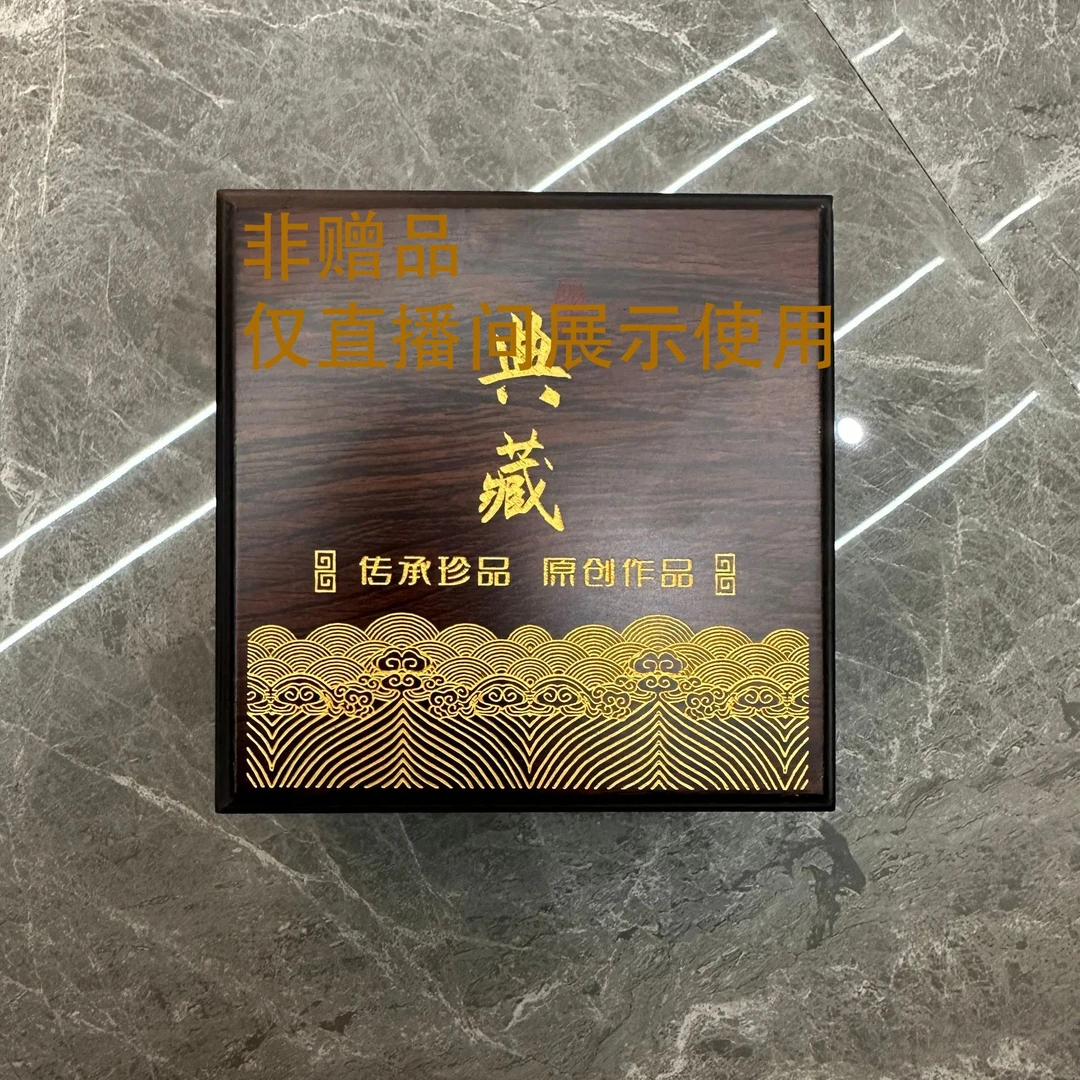 非赠品
仅直播间展示使用
典
藏
传承珍品 原创作品